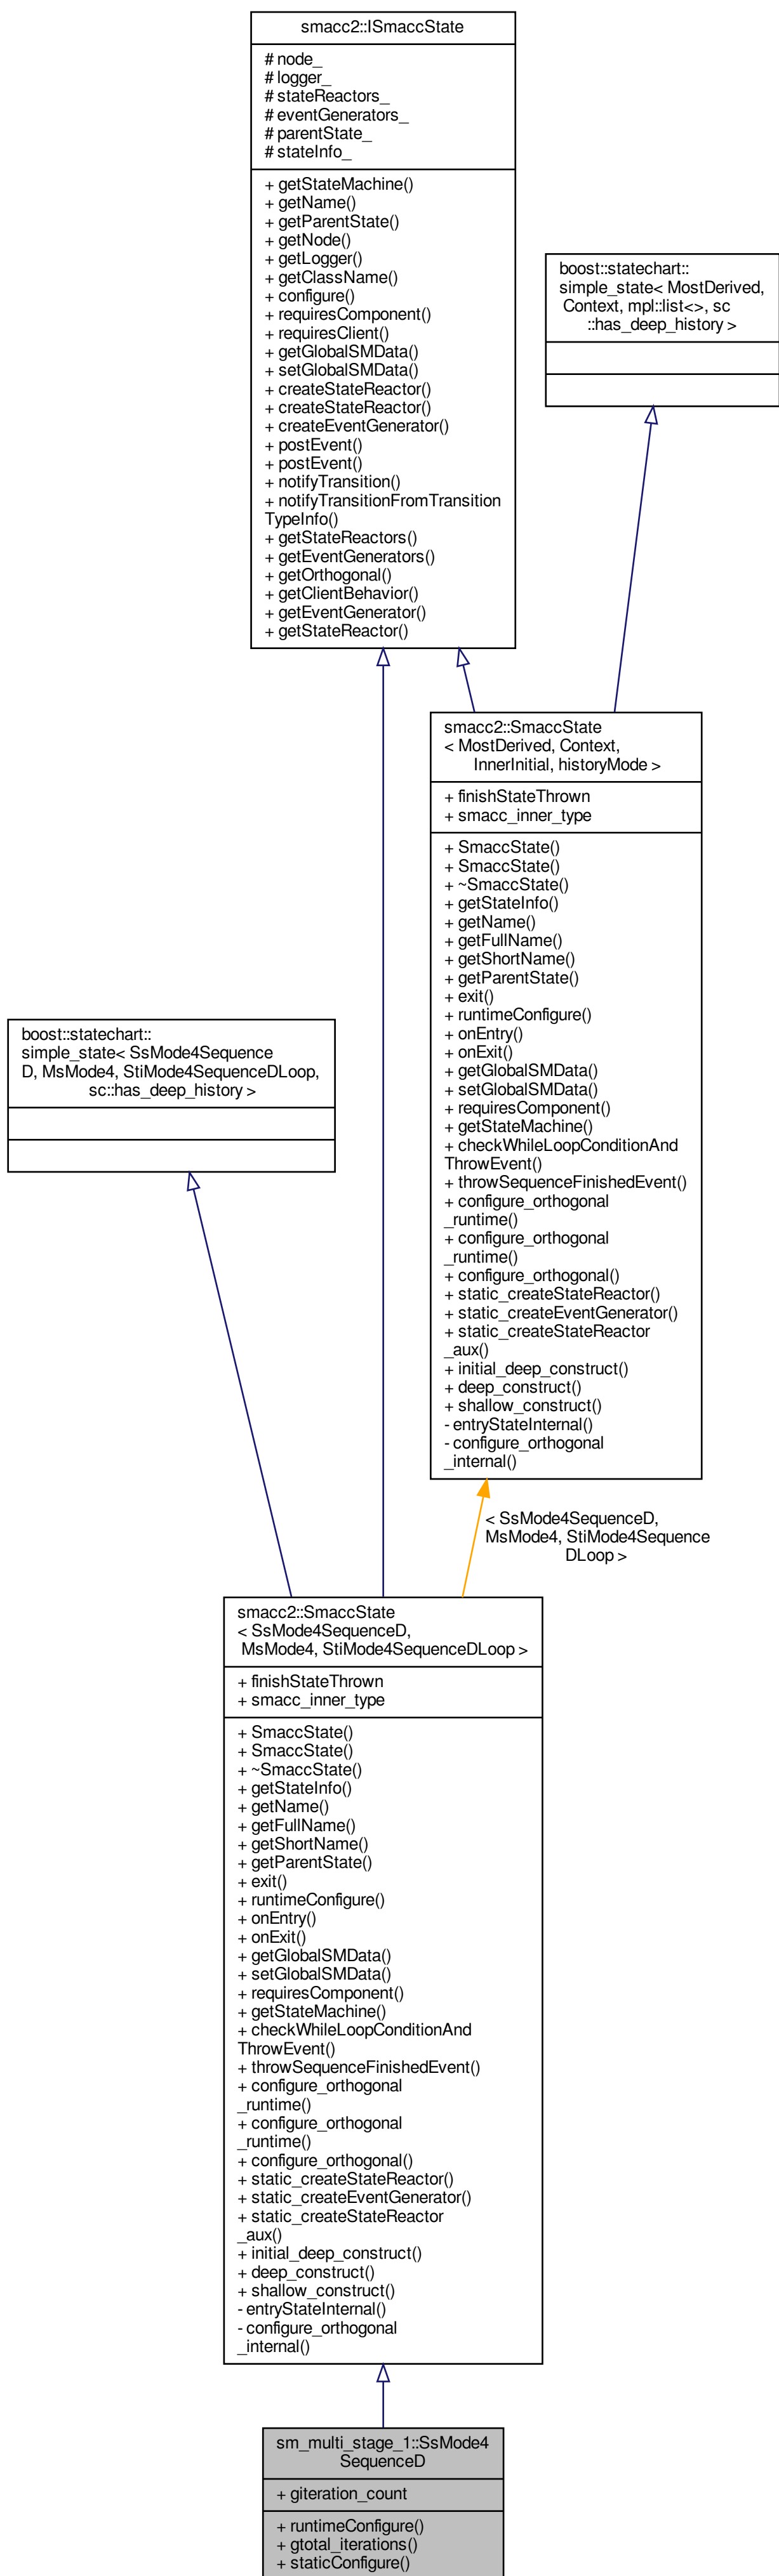 smacc2::ISmaccState
# node_
# logger_
# stateReactors_
# eventGenerators_
# parentState_
# stateInfo_
+ getStateMachine()
+ getName()
+ getParentState()
+ getNode()
+ getLogger()
+ getClassName()
+ configure()
+ requiresComponent()
+ requiresClient()
+ getGlobalSMData()
+ setGlobalSMData()
+ createStateReactor()
+ createStateReactor()
+ createEventGenerator()
+ postEvent()
+ postEvent()
+ notifyTransition()
+ notifyTransitionFromTransition
TypeInfo()
+ getStateReactors()
+ getEventGenerators()
+ getOrthogonal()
+ getClientBehavior()
+ getEventGenerator()
+ getStateReactor()
boost::statechart::
simple_state< MostDerived,
Context, mpl::list<>, sc
::has_deep_history >
smacc2::SmaccState
< MostDerived, Context,
InnerInitial, historyMode >
+ finishStateThrown
+ smacc_inner_type
+ SmaccState()
+ SmaccState()
+ ~SmaccState()
+ getStateInfo()
+ getName()
+ getFullName()
+ getShortName()
+ getParentState()
+ exit()
+ runtimeConfigure()
+ onEntry()
+ onExit()
+ getGlobalSMData()
+ setGlobalSMData()
+ requiresComponent()
+ getStateMachine()
+ checkWhileLoopConditionAnd
ThrowEvent()
+ throwSequenceFinishedEvent()
+ configure_orthogonal
_runtime()
+ configure_orthogonal
_runtime()
+ configure_orthogonal()
+ static_createStateReactor()
+ static_createEventGenerator()
+ static_createStateReactor
_aux()
+ initial_deep_construct()
+ deep_construct()
+ shallow_construct()
- entryStateInternal()
- configure_orthogonal
_internal()
boost::statechart::
simple_state< SsMode4Sequence
D, MsMode4, StiMode4SequenceDLoop,
sc::has_deep_history >
< SsMode4SequenceD,
MsMode4, StiMode4Sequence
DLoop >
smacc2::SmaccState
< SsMode4SequenceD,
MsMode4, StiMode4SequenceDLoop >
+ finishStateThrown
+ smacc_inner_type
+ SmaccState()
+ SmaccState()
+ ~SmaccState()
+ getStateInfo()
+ getName()
+ getFullName()
+ getShortName()
+ getParentState()
+ exit()
+ runtimeConfigure()
+ onEntry()
+ onExit()
+ getGlobalSMData()
+ setGlobalSMData()
+ requiresComponent()
+ getStateMachine()
+ checkWhileLoopConditionAnd
ThrowEvent()
+ throwSequenceFinishedEvent()
+ configure_orthogonal
_runtime()
+ configure_orthogonal
_runtime()
+ configure_orthogonal()
+ static_createStateReactor()
+ static_createEventGenerator()
+ static_createStateReactor
_aux()
+ initial_deep_construct()
+ deep_construct()
+ shallow_construct()
- entryStateInternal()
- configure_orthogonal
_internal()
sm_multi_stage_1::SsMode4
SequenceD
+ giteration_count
+ runtimeConfigure()
+ gtotal_iterations()
+ staticConfigure()